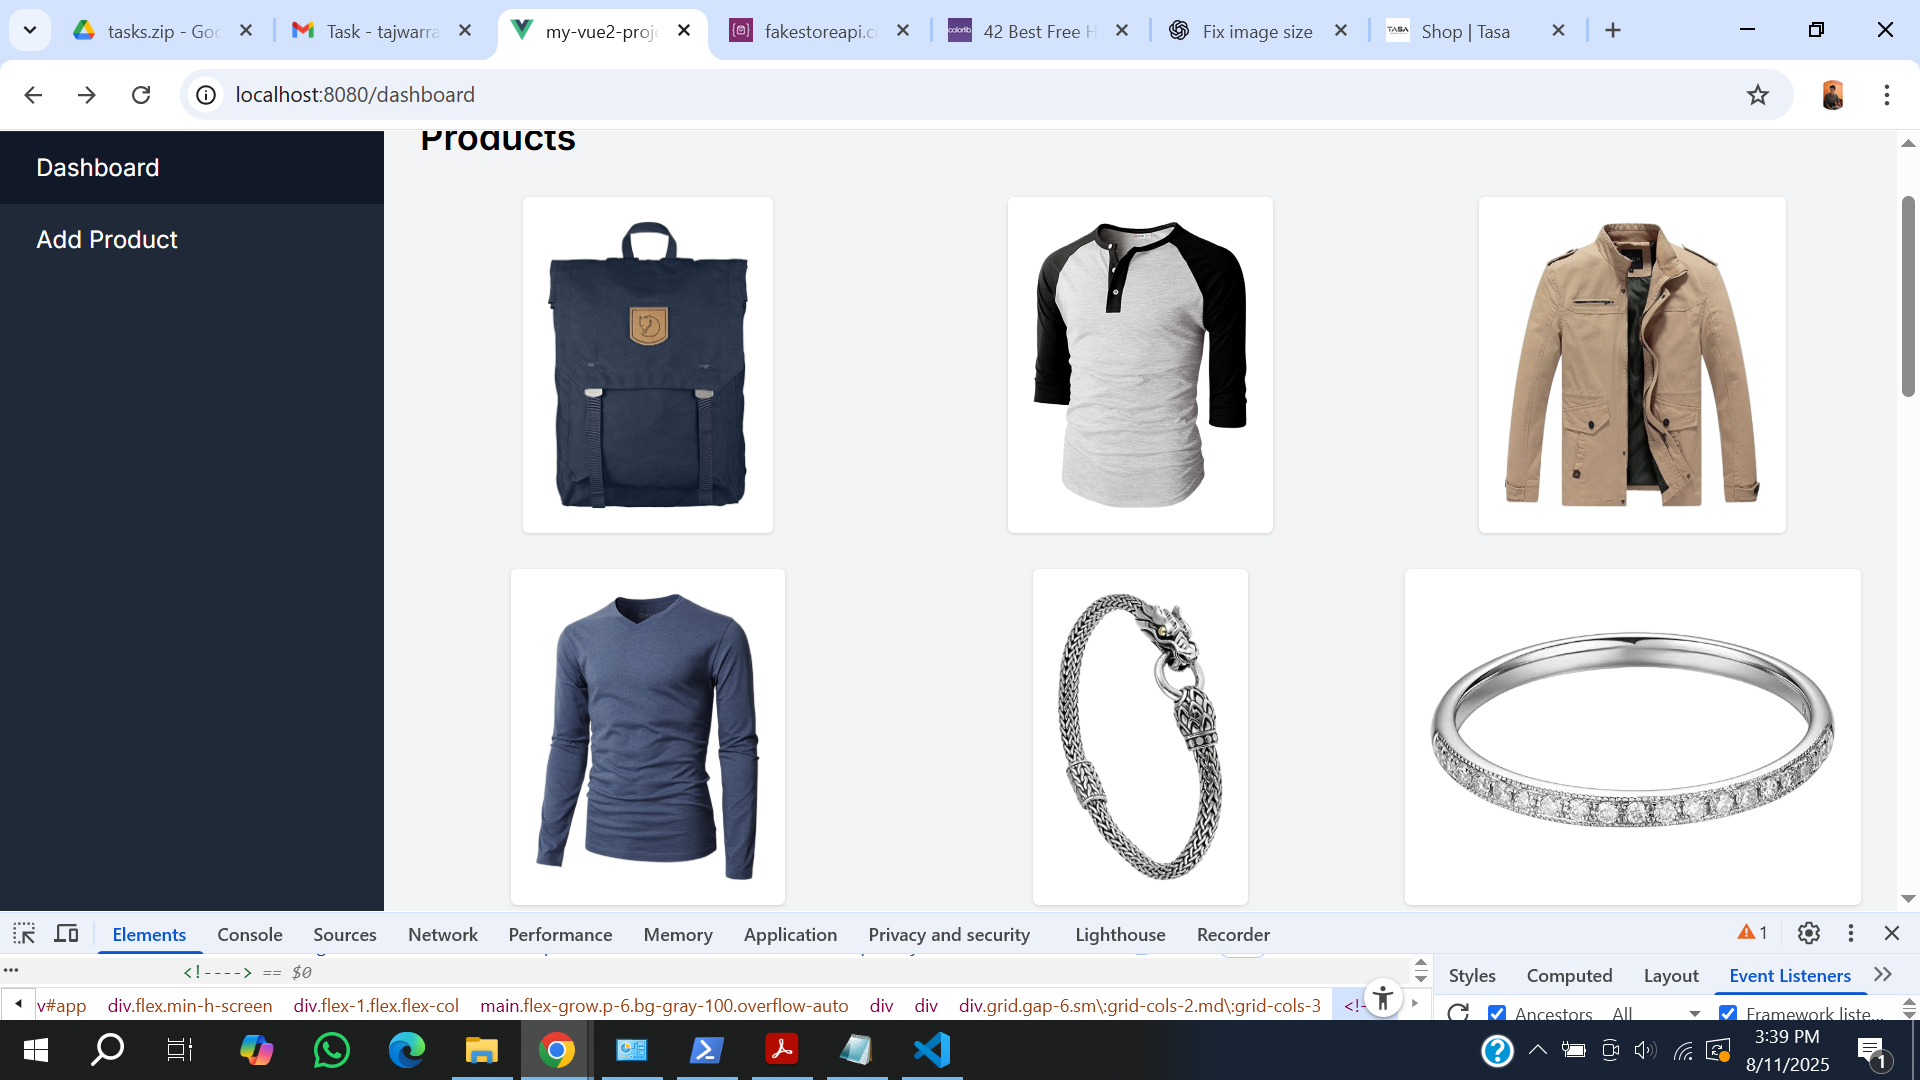 tasks.zip - Goo
Task - tajwarra
my-vue2-proje
fakestoreapi.c
colorlib
42 Best Free H
Fix image size
TASA
Shop | Tasa
localhost:8080/dashboard
Dashboard
Add Product
Products
Elements
Console
Sources
Network
Performance
Memory
Application
Privacy and security
Lighthouse
Recorder
1
<!----> == $0
v#app
div.flex.min-h-screen
div.flex-1.flex.flex-col
main.flex-grow.p-6.bg-gray-100.overflow-auto
div
div
div.grid.gap-6.sm\:grid-cols-2.md\:grid-cols-3
<!-
Styles
Computed
Layout
Event Listeners
Ancestors
All
Framework liste...
3:39 PM
8/11/2025
1